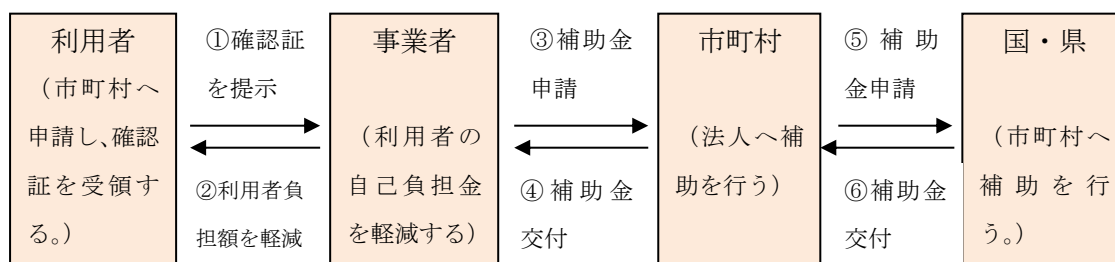 利用者
(市町村へ
申請し、確認
証を受領す
る。)
①確認証
を提示
②利用者負
担額を軽減
事業者
(利用者の
自己負担金
を軽減する)
③補助金
申請
④補助金
交付
市町村
(法人へ補
助を行う)
⑤補助
金申請
⑥補助金
交付
国・県
(市町村へ
補助を行
う。)